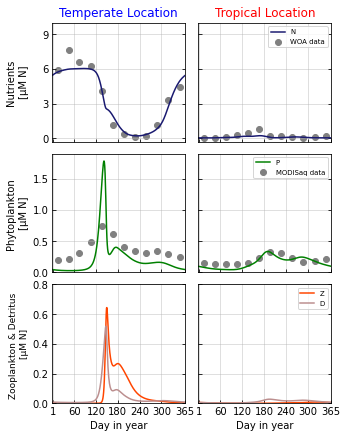 Temperate Location
Tropical Location
Nutrients
[μM N]
9
6
3
0
N
WOA data
Phytoplankton
[μM N]
1.5
1.0
0.5
0.0
P
MODISaq data
Zooplankton & Detritus
[μM N]
0.8
0.6
0.4
0.2
0.0
Z
D
1 60 120 180 240 300 365
1 60 120 180 240 300 365
Day in year
Day in year